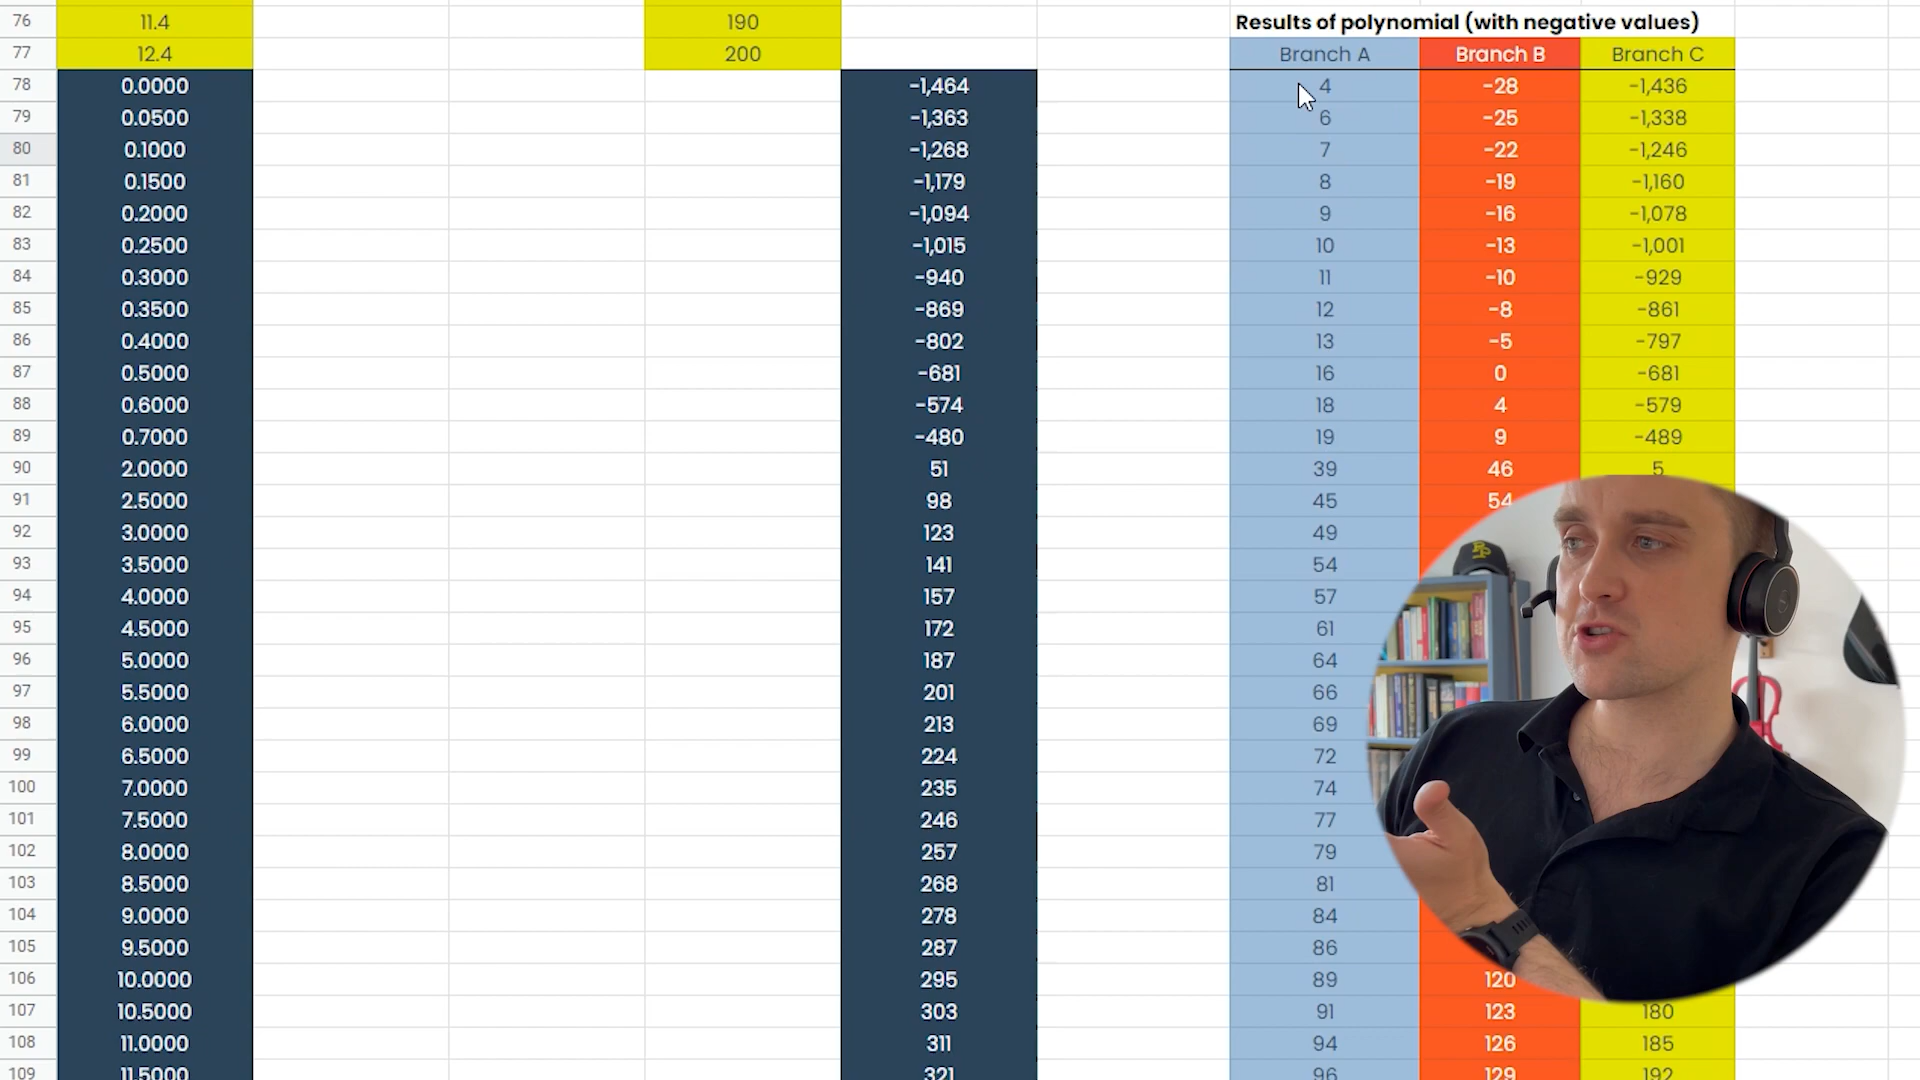 76 11.4 190 Results of polynomial (with negative values)
77 12.4 200 Branch A Branch B Branch C
78 0.0000 -1,464 4 -28 -1,436
79 0.0500 -1,363 6 -25 -1,338
80 0.1000 -1,268 7 -22 -1,246
81 0.1500 -1,179 8 -19 -1,160
82 0.2000 -1,094 9 -16 -1,078
83 0.2500 -1,015 10 -13 -1,001
84 0.3000 -940 11 -10 -929
85 0.3500 -869 12 -8 -861
86 0.4000 -802 13 -5 -797
87 0.5000 -681 16 0 -681
88 0.6000 -574 18 4 -579
89 0.7000 -480 19 9 -489
90 2.0000 51 39 46 5
91 2.5000 98 45 54
92 3.0000 123 49
93 3.5000 141 54
94 4.0000 157 57
95 4.5000 172 61
96 5.0000 187 64
97 5.5000 201 66
98 6.0000 213 69
99 6.5000 224 72
100 7.0000 235 74
101 7.5000 246 77
102 8.0000 257 79
103 8.5000 268 81
104 9.0000 278 84
105 9.5000 287 86
106 10.0000 295 89 120
107 10.5000 303 91 123 180
108 11.0000 311 94 126 185
109 11.5000 321 96 129 192